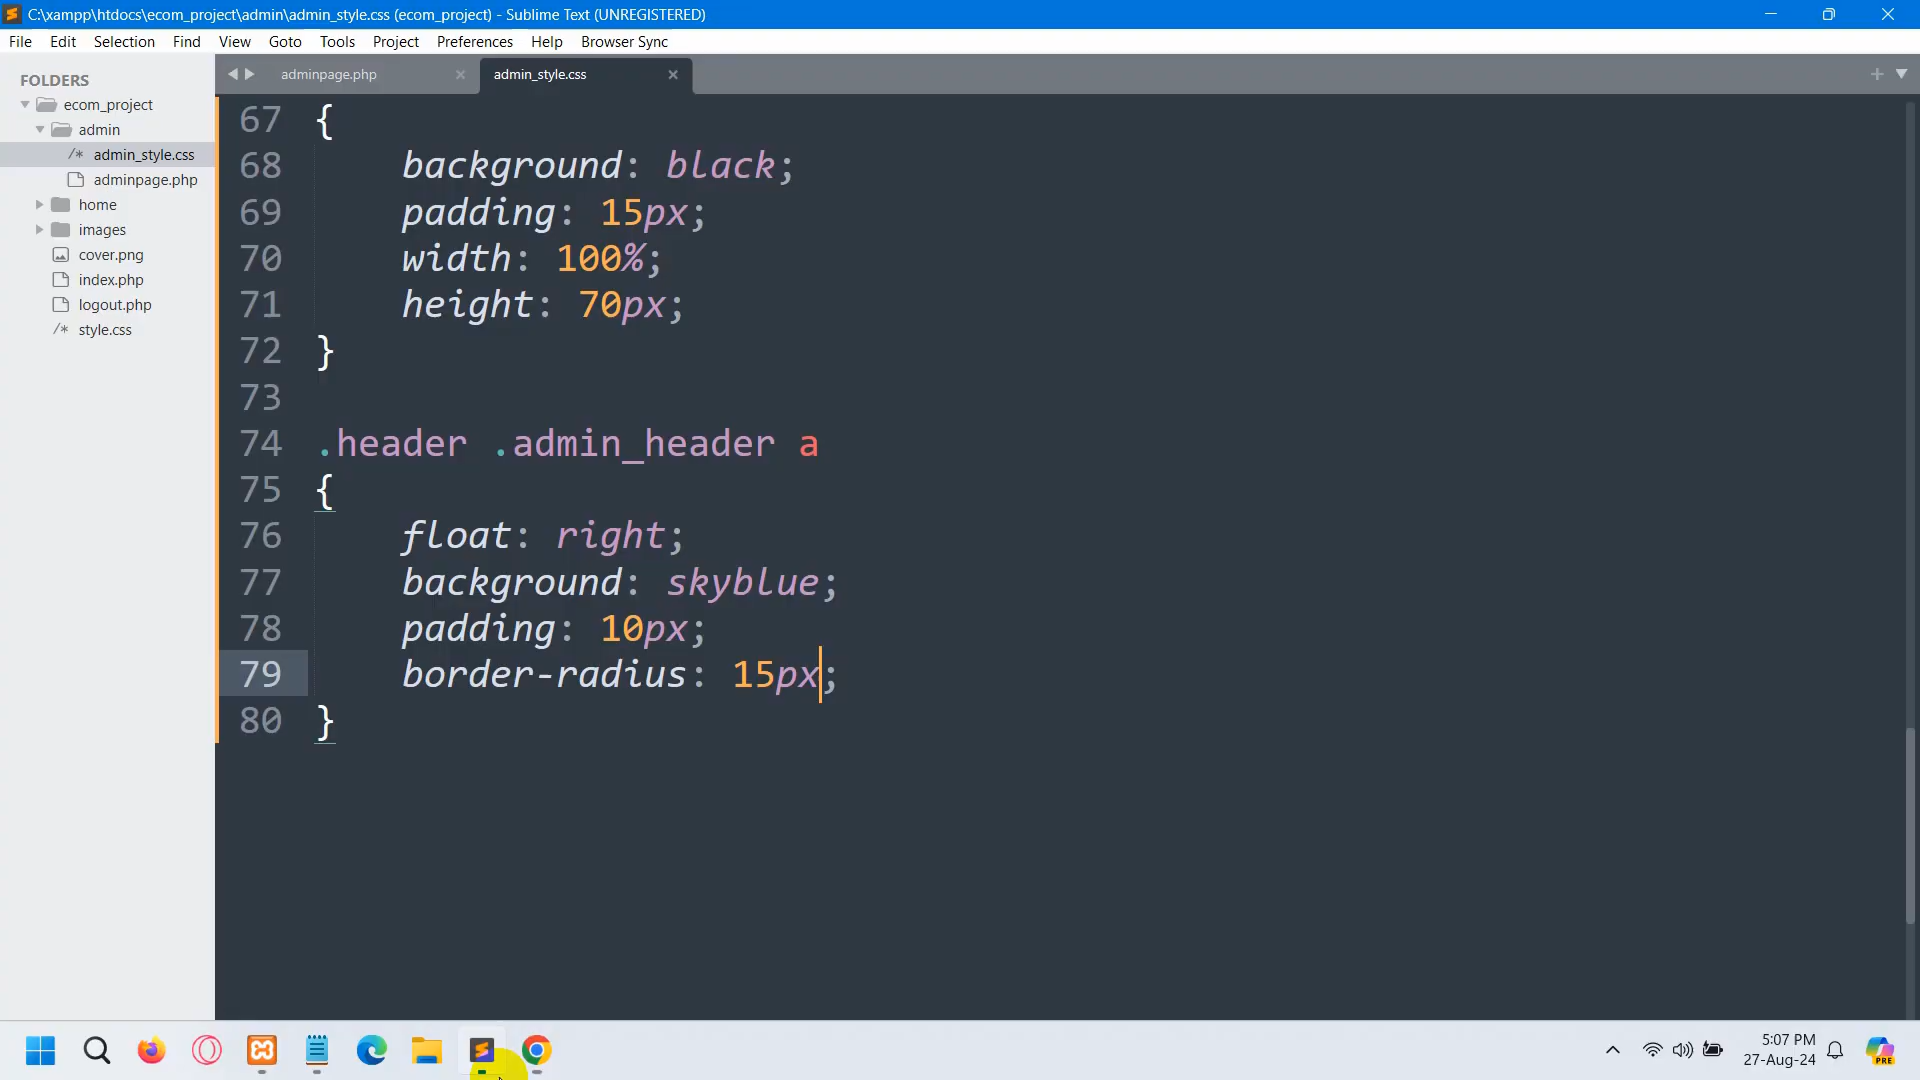 C:\xampp\htdocs\ecom_project\admin\admin_style.css (ecom_project) - Sublime Text (UNREGISTERED)
File Edit Selection Find View Goto Tools Project Preferences Help Browser Sync
FOLDERS
ecom_project
admin
/* admin_style.css
adminpage.php
home
images
cover.png
index.php
logout.php
/* style.css
adminpage.php
admin_style.css
67 {
68 background: black;
69 padding: 15px;
70 width: 100%;
71 height: 70px;
72 }
73
74 .header .admin_header a
75 {
76 float: right;
77 background: skyblue;
78 padding: 10px;
79 border-radius: 15px;
80 }
5:07 PM
27-Aug-24
PRE